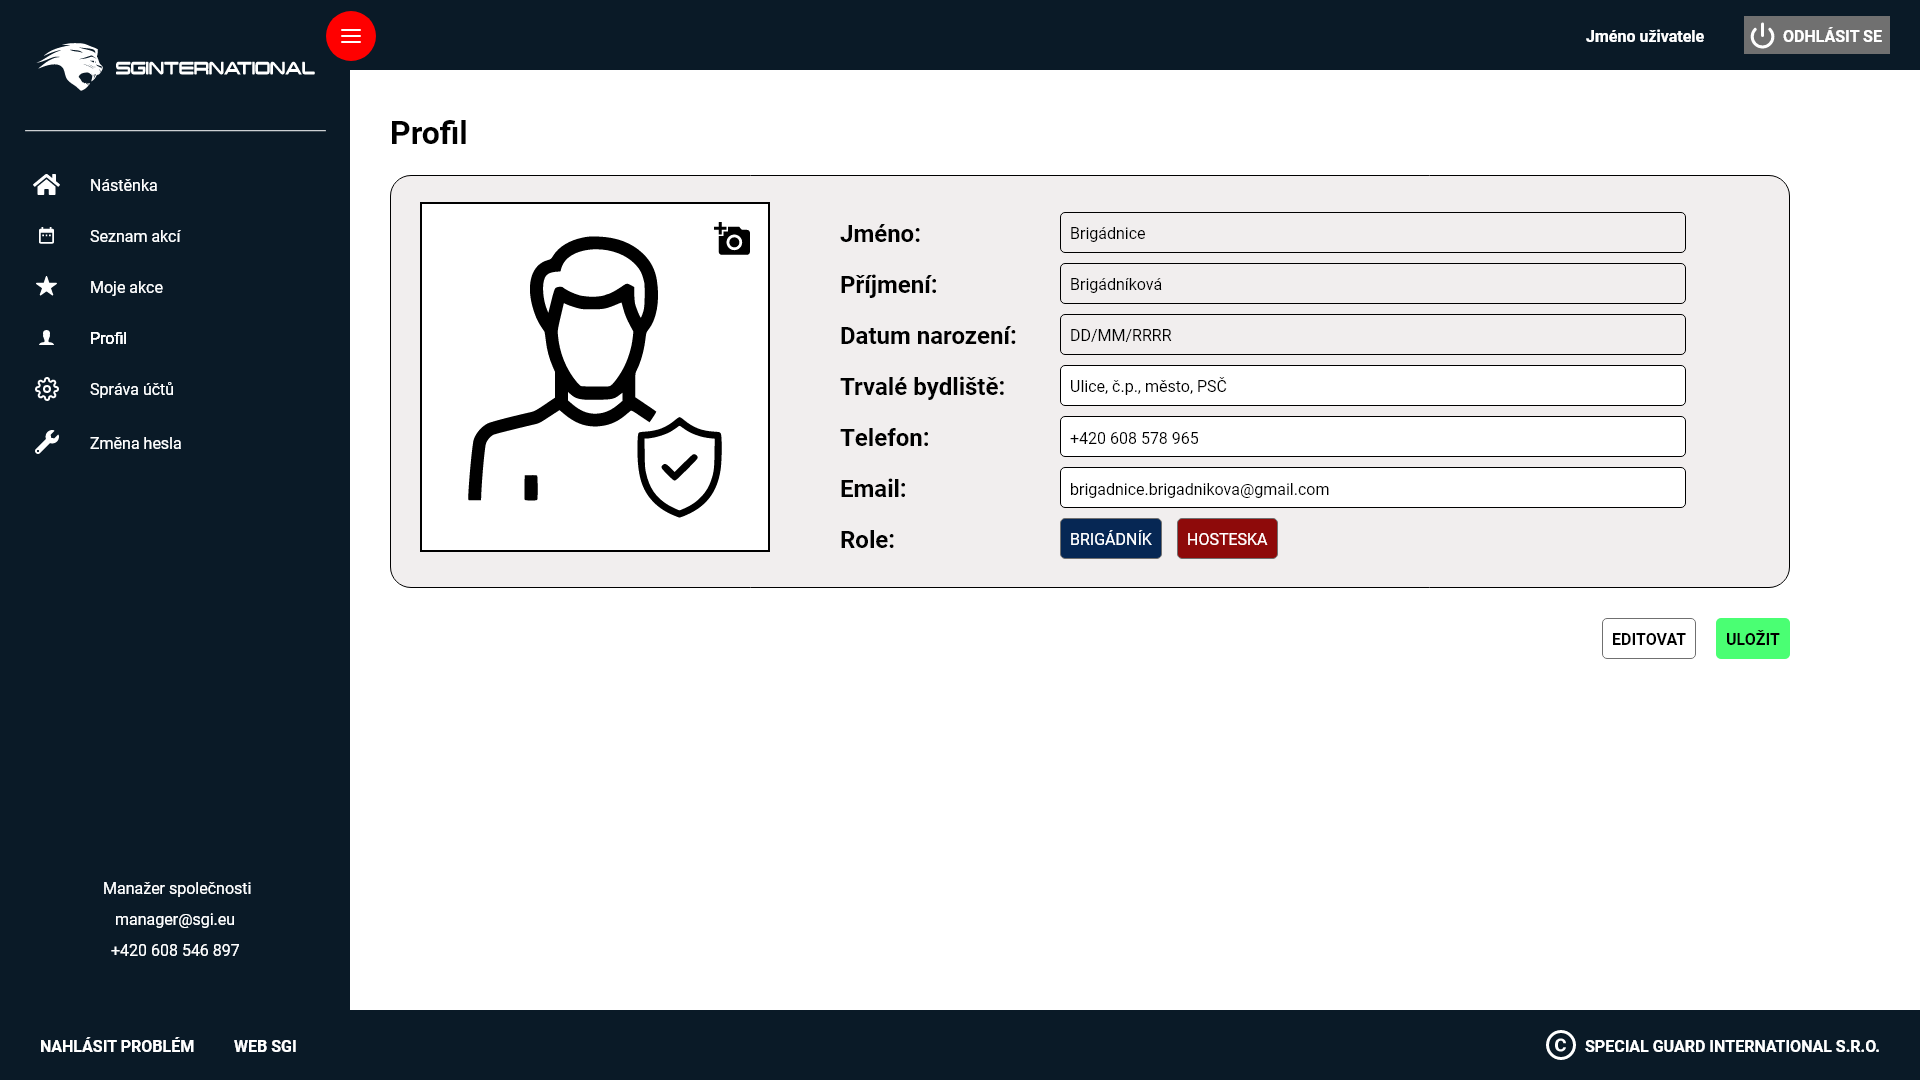 SGINTERNATIONAL
Jméno uživatele
ODHLÁSIT SE
Nástěnka
Seznam akcí
Moje akce
Profil
Správa účtů
Změna hesla
Manažer společnosti
manager@sgi.eu
+420 608 546 897
Profil
Jméno: Brigádnice
Příjmení: Brigádníková
Datum narození: DD/MM/RRRR
Trvalé bydliště: Ulice, č.p., město, PSČ
Telefon: +420 608 578 965
Email: brigadnice.brigadnikova@gmail.com
Role: BRIGÁDNÍK HOSTESKA
EDITOVAT ULOŽIT
NAHLÁSIT PROBLÉM WEB SGI
© SPECIAL GUARD INTERNATIONAL S.R.O.